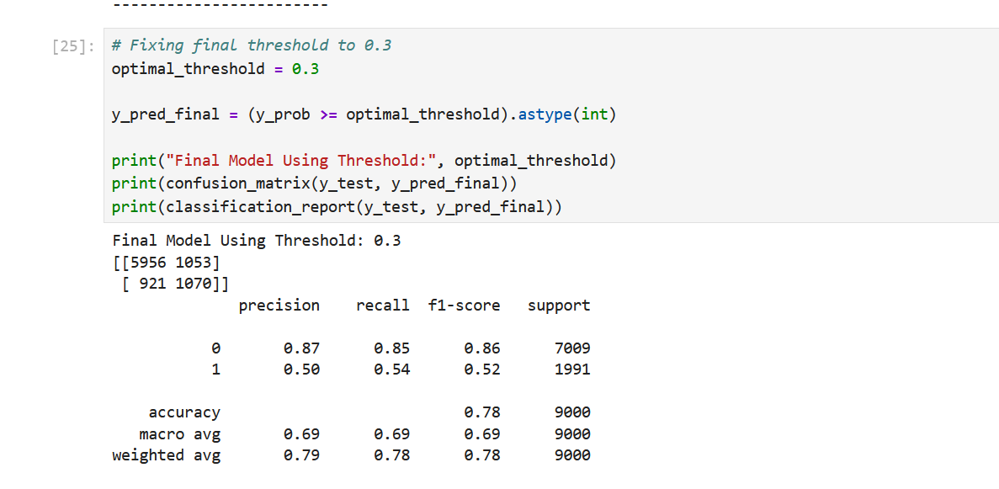 ------------------------
[25]:
# Fixing final threshold to 0.3
optimal_threshold = 0.3
y_pred_final = (y_prob >= optimal_threshold).astype(int)
print("Final Model Using Threshold:", optimal_threshold)
print(confusion_matrix(y_test, y_pred_final))
print(classification_report(y_test, y_pred_final))
Final Model Using Threshold: 0.3
[[5956 1053]
 [ 921 1070]]
              precision    recall  f1-score   support
           0       0.87      0.85      0.86      7009
           1       0.50      0.54      0.52      1991
    accuracy                           0.78      9000
   macro avg       0.69      0.69      0.69      9000
weighted avg       0.79      0.78      0.78      9000